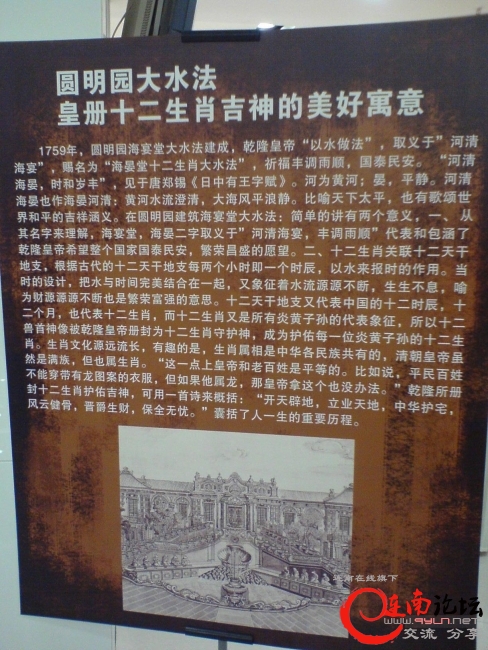 圆明园大水法
皇册十二生肖吉神的美好寓意
1759年，圆明园海宴堂大水法建成，乾隆皇帝“以水做法”，取义于”河清
海宴”，赐名为“海晏堂十二生肖大水法”，祈福丰调雨顺，国泰民安。 “河清
海晏，时和岁丰”，见于唐郑锡《日中有王字赋》。河为黄河；晏，平静。河清
海晏也作海晏河清：黄河水流澄清，大海风平浪静。比喻天下太平，也有歌颂世
界和平的吉祥涵义。在圆明园建筑海宴堂大水法：简单的讲有两个意义，一、从
其名字来理解，海宴堂、海晏二字取义于”河清海宴，丰调雨顺”代表和包涵了
乾隆皇帝希望整个国家国泰民安，繁荣昌盛的愿望。二、十二生肖关联十二天干
地支，根据古代的十二天干地支每两个小时即一个时辰，以水来报时的作用。当
时的设计，把水与时间完美结合在一起，又象征着水流源源不断，生生不息，喻
为财源源源不断也是繁荣富强的意思。十二天干地支又代表中国的十二时辰，十
二个月，也代表十二生肖，而十二生肖又是所有炎黄子孙的代表象征，所以十二
兽首神像被乾隆皇帝册封为十二生肖守护神，成为护佑每一位炎黄子孙的十二生
肖。生肖文化源远流长，有趣的是，生肖属相是中华各民族共有的，清朝皇帝虽
然是满族，但也属生肖。“这一点上皇帝和老百姓是平等的。比如说，平民百姓
不能穿带有龙图案的衣服，但如果他属龙，那皇帝拿这个也没办法。”乾隆所册
封十二生肖护佑吉神，可用一首诗来概括：“开天辟地，立业天地，中华护宅，
风云健骨，晋爵生财，保全无忧。”囊括了人一生的重要历程。
连南在线旗下
连南论坛
www.94LN.NET
交流 分享